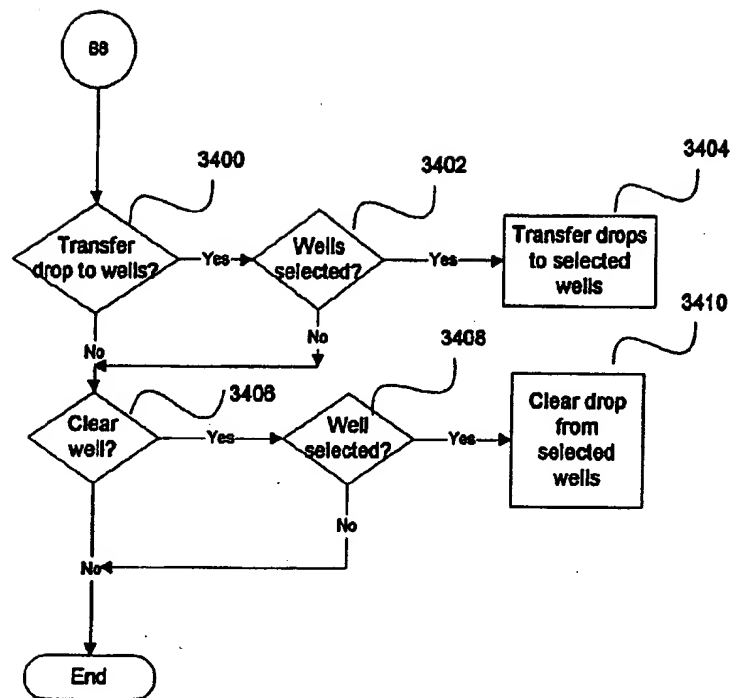 BB
3400
3402
3404
Transfer
drop to wells?
Yes
Wells
selected?
Yes
Transfer drops
to selected
wells
No
No
3410
3406
3408
Clear
well?
Yes
Well
selected?
Yes
Clear drop
from
selected
wells
No
No
End